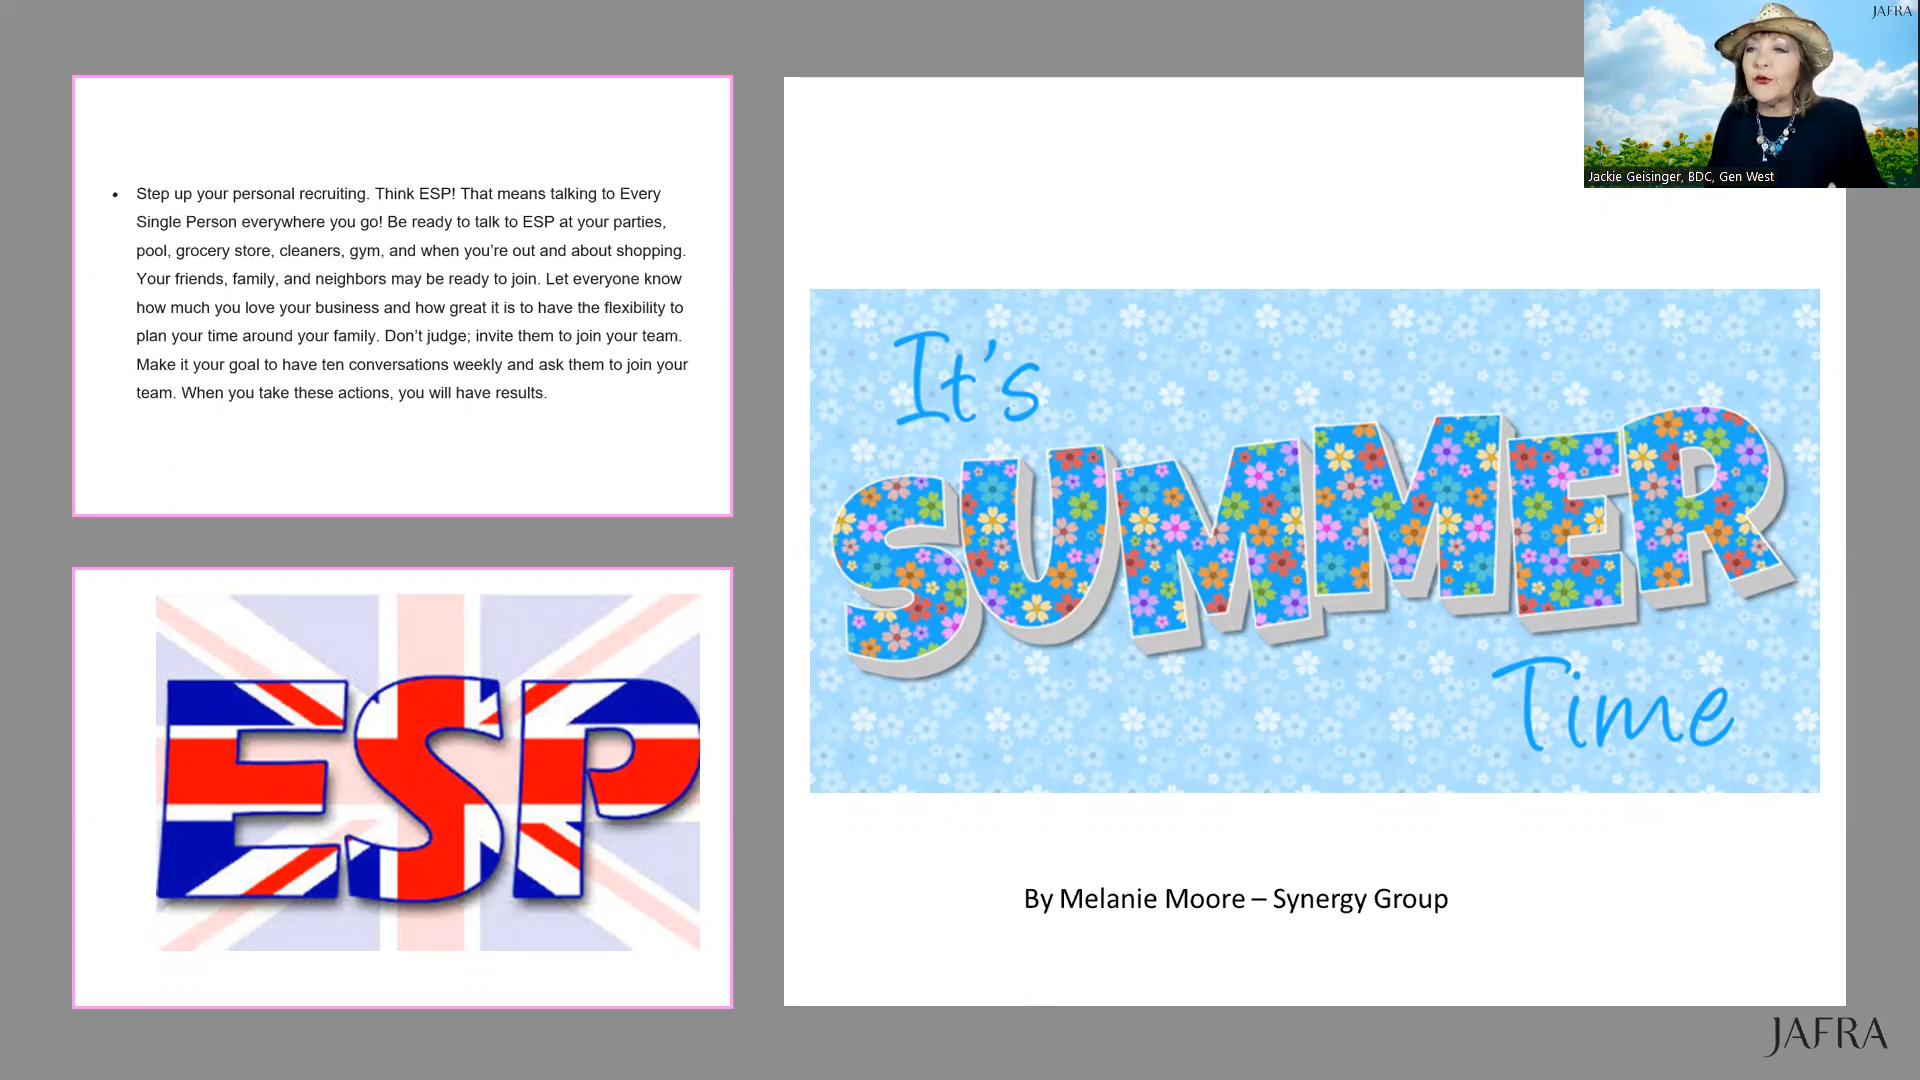 JAFRA
Jackie Geisinger, BDC, Gen West
• Step up your personal recruiting. Think ESP! That means talking to Every
Single Person everywhere you go! Be ready to talk to ESP at your parties,
pool, grocery store, cleaners, gym, and when you’re out and about shopping.
Your friends, family, and neighbors may be ready to join. Let everyone know
how much you love your business and how great it is to have the flexibility to
plan your time around your family. Don’t judge; invite them to join your team.
Make it your goal to have ten conversations weekly and ask them to join your
team. When you take these actions, you will have results.
ESP
It's
SUMMER
Time
By Melanie Moore – Synergy Group
JAFRA